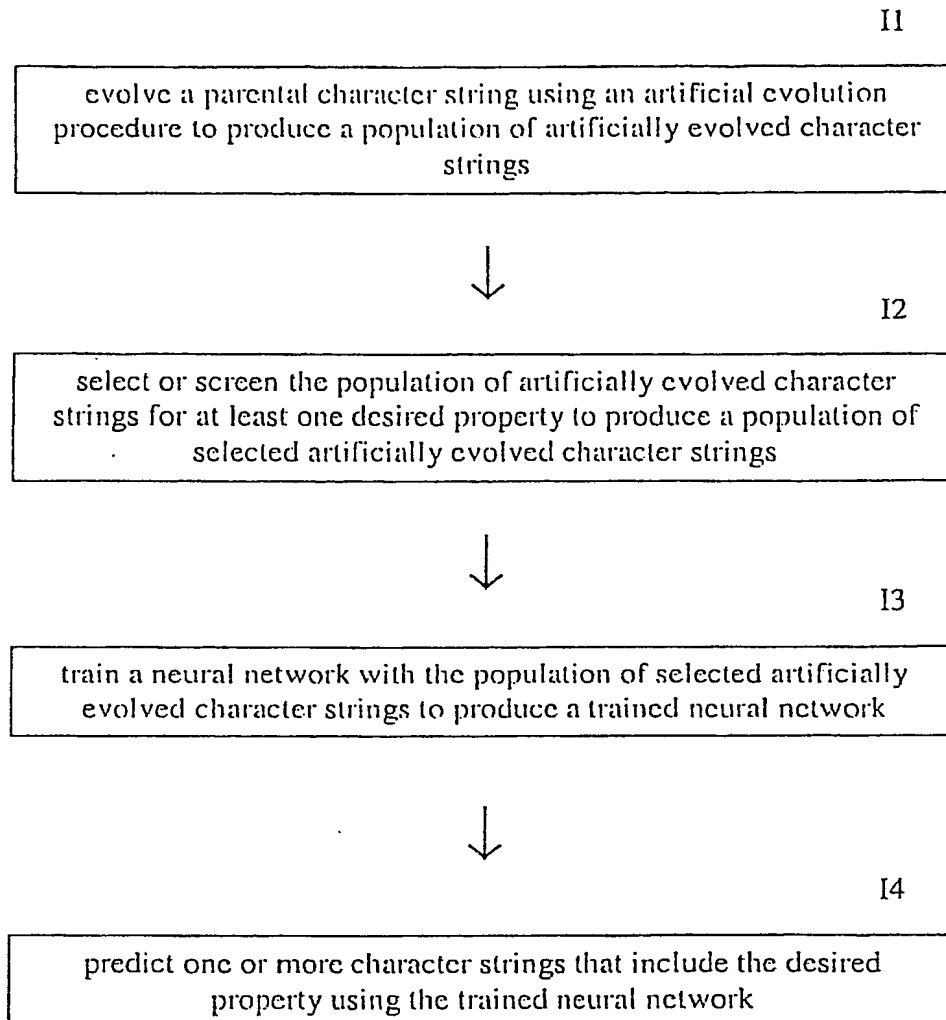 I1
evolve a parental character string using an artificial evolution
procedure to produce a population of artificially evolved character
strings
I2
select or screen the population of artificially evolved character
strings for at least one desired property to produce a population of
selected artificially evolved character strings
I3
train a neural network with the population of selected artificially
evolved character strings to produce a trained neural network
I4
predict one or more character strings that include the desired
property using the trained neural network